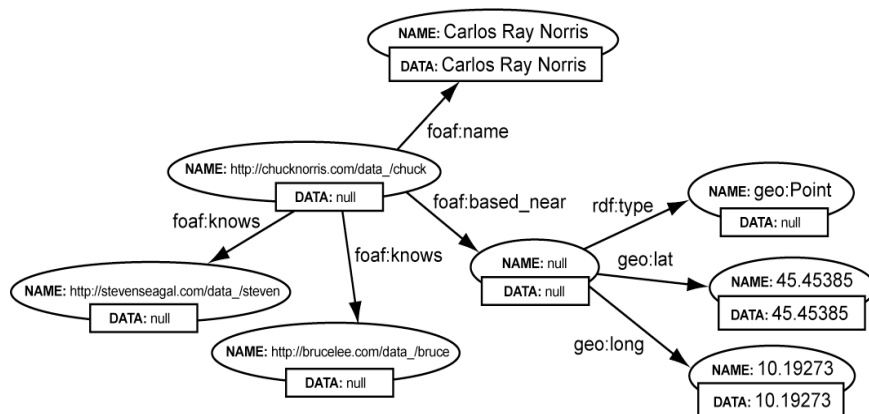 NAME: Carlos Ray Norris
DATA: Carlos Ray Norris
foaf:name
NAME: http://chucknorris.com/data_/chuck
DATA: null
foaf:knows
foaf:knows
foaf:based_near
rdf:type
NAME: geo:Point
DATA: null
NAME: http://stevenseagal.com/data_/steven
DATA: null
NAME: null
DATA: null
geo:lat
NAME: 45.45385
DATA: 45.45385
NAME: http://brucelee.com/data_/bruce
DATA: null
geo:long
NAME: 10.19273
DATA: 10.19273